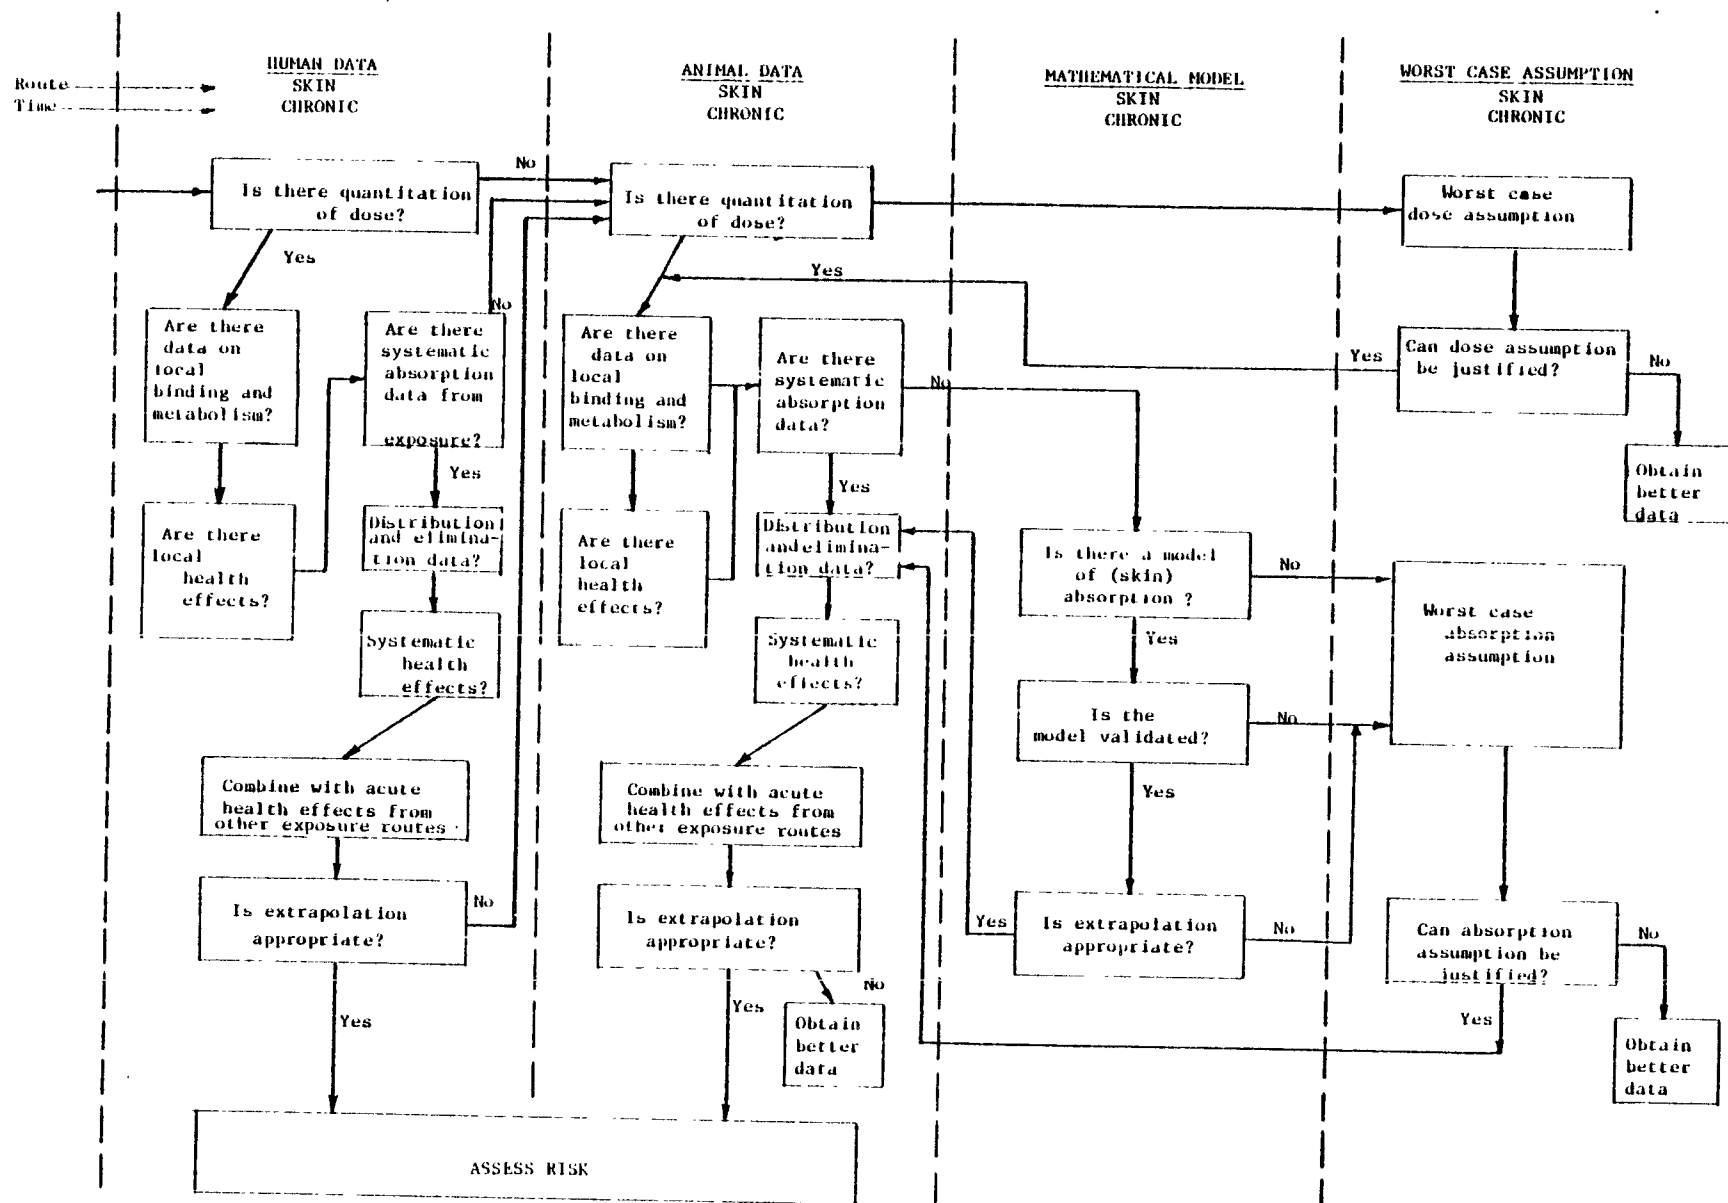 Route
Time
HUMAN DATA
SKIN
CHRONIC
Is there quantitation
of dose?
No
Yes
Are there
data on
local
binding and
metabolism?
Are there
systematic
absorption
data from
exposure?
No
Yes
Are there
local
health
effects?
Distribution
and elimina-
tion data?
Systematic
health
effects?
Combine with acute
health effects from
other exposure routes
Is extrapolation
appropriate?
No
Yes
ANIMAL DATA
SKIN
CHRONIC
Is there quantitation
of dose?
Yes
Are there
data on
local
binding and
metabolism?
Are there
systematic
absorption
data?
No
Yes
Are there
local
health
effects?
Distribution
and elimina-
tion data?
Systematic
health
effects?
Combine with acute
health effects from
other exposure routes
Is extrapolation
appropriate?
No
Yes
Obtain
better
data
ASSESS RISK
MATHEMATICAL MODEL
SKIN
CHRONIC
Is there a model
of (skin)
absorption ?
No
Yes
Is the
model validated?
No
Yes
Yes
Is extrapolation
appropriate?
No
WORST CASE ASSUMPTION
SKIN
CHRONIC
Worst case
dose assumption
Yes
Can dose assumption
be justified?
No
Obtain
better
data
Worst case
absorption
assumption
Can absorption
assumption be
justified?
No
Yes
Obtain
better
data